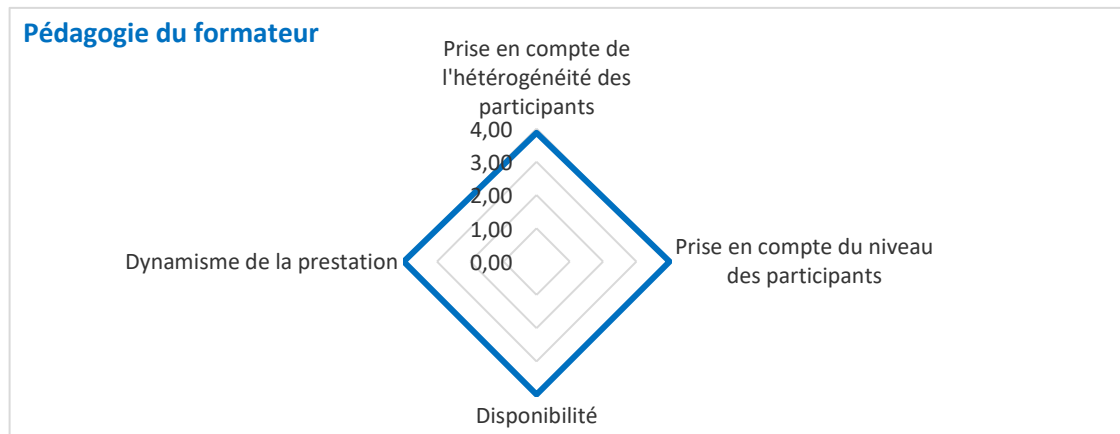 Pédagogie du formateur
Prise en compte de
l'hétérogénéité des
participants
4,00
3,00
2,00
1,00
0,00
Dynamisme de la prestation
Prise en compte du niveau
des participants
Disponibilité